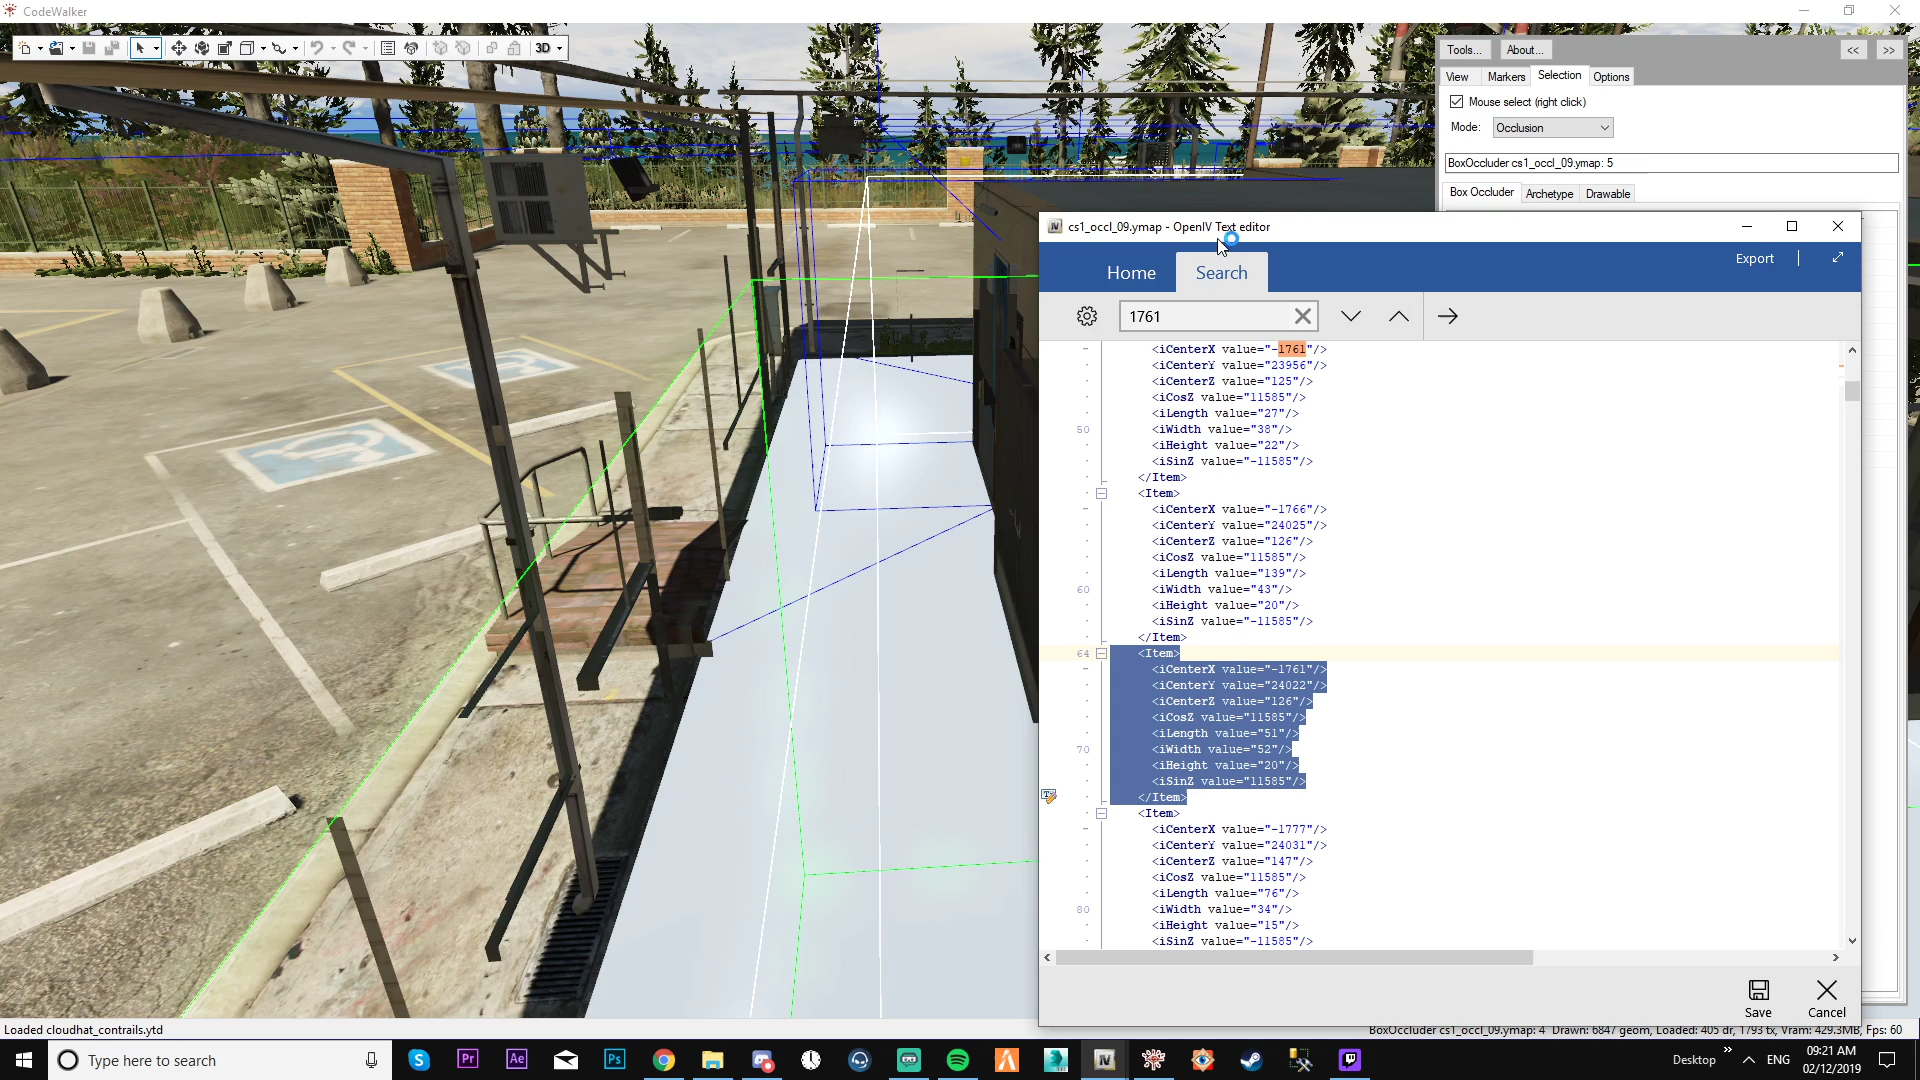 CodeWalker
3D
Tools...
About...
<<
>>
View
Markers
Selection
Options
Mouse select (right click)
Mode:
Occlusion
BoxOccluder cs1_occl_09.ymap: 5
Box Occluder
Archetype
Drawable
cs1_occl_09.ymap - OpenIV Text editor
Home
Search
Export
1761
<iCenterX value="-1761"/>
<iCenterY value="23956"/>
<iCenterZ value="125"/>
<iCosZ value="11585"/>
<iLength value="27"/>
50 <iWidth value="38"/>
<iHeight value="22"/>
<iSinZ value="-11585"/>
</Item>
<Item>
<iCenterX value="-1766"/>
<iCenterY value="24025"/>
<iCenterZ value="126"/>
<iCosZ value="11585"/>
<iLength value="139"/>
60 <iWidth value="43"/>
<iHeight value="20"/>
<iSinZ value="-11585"/>
</Item>
64 <Item>
<iCenterX value="-1761"/>
<iCenterY value="24022"/>
<iCenterZ value="126"/>
<iCosZ value="11585"/>
<iLength value="51"/>
70 <iWidth value="52"/>
<iHeight value="20"/>
<iSinZ value="11585"/>
</Item>
<Item>
<iCenterX value="-1777"/>
<iCenterY value="24031"/>
<iCenterZ value="147"/>
<iCosZ value="11585"/>
<iLength value="76"/>
80 <iWidth value="34"/>
<iHeight value="15"/>
<iSinZ value="-11585"/>
Save
Cancel
Loaded cloudhat_contrails.ytd
BoxOccluder cs1_occl_09.ymap: 4 Drawn: 6847 geom, Loaded: 405 dr, 1793 tx, Vram: 429.3MB, Fps: 60
Type here to search
Pr
Ae
Ps
Desktop
ENG
09:21 AM
02/12/2019